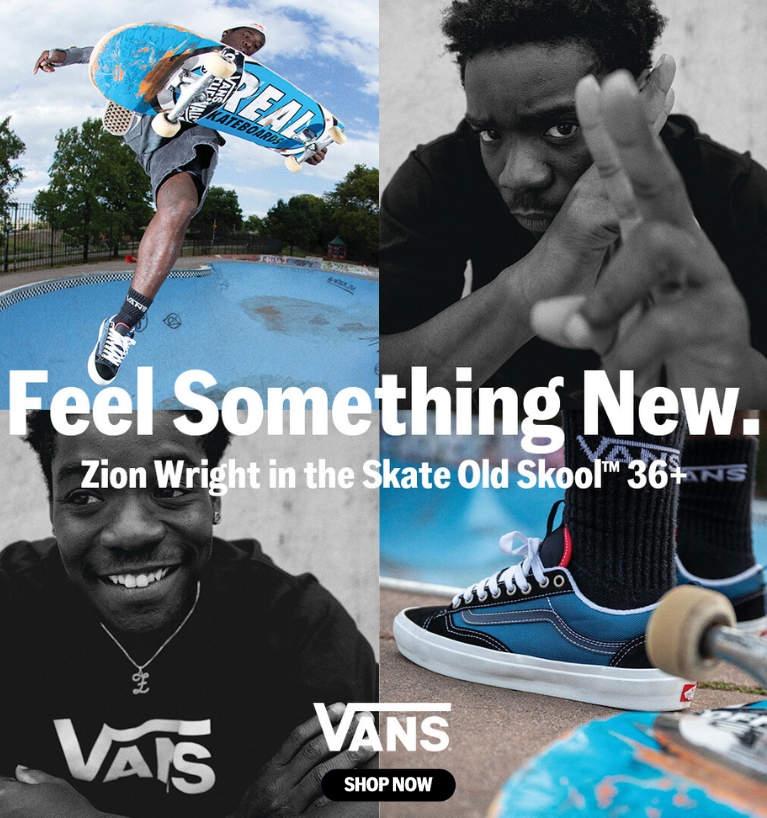 REAL
SKATEBOARDS
VANS
Feel Something New.
Zion Wright in the Skate Old Skool™ 36+
VANS
VANS
VANS
VANS
SHOP NOW